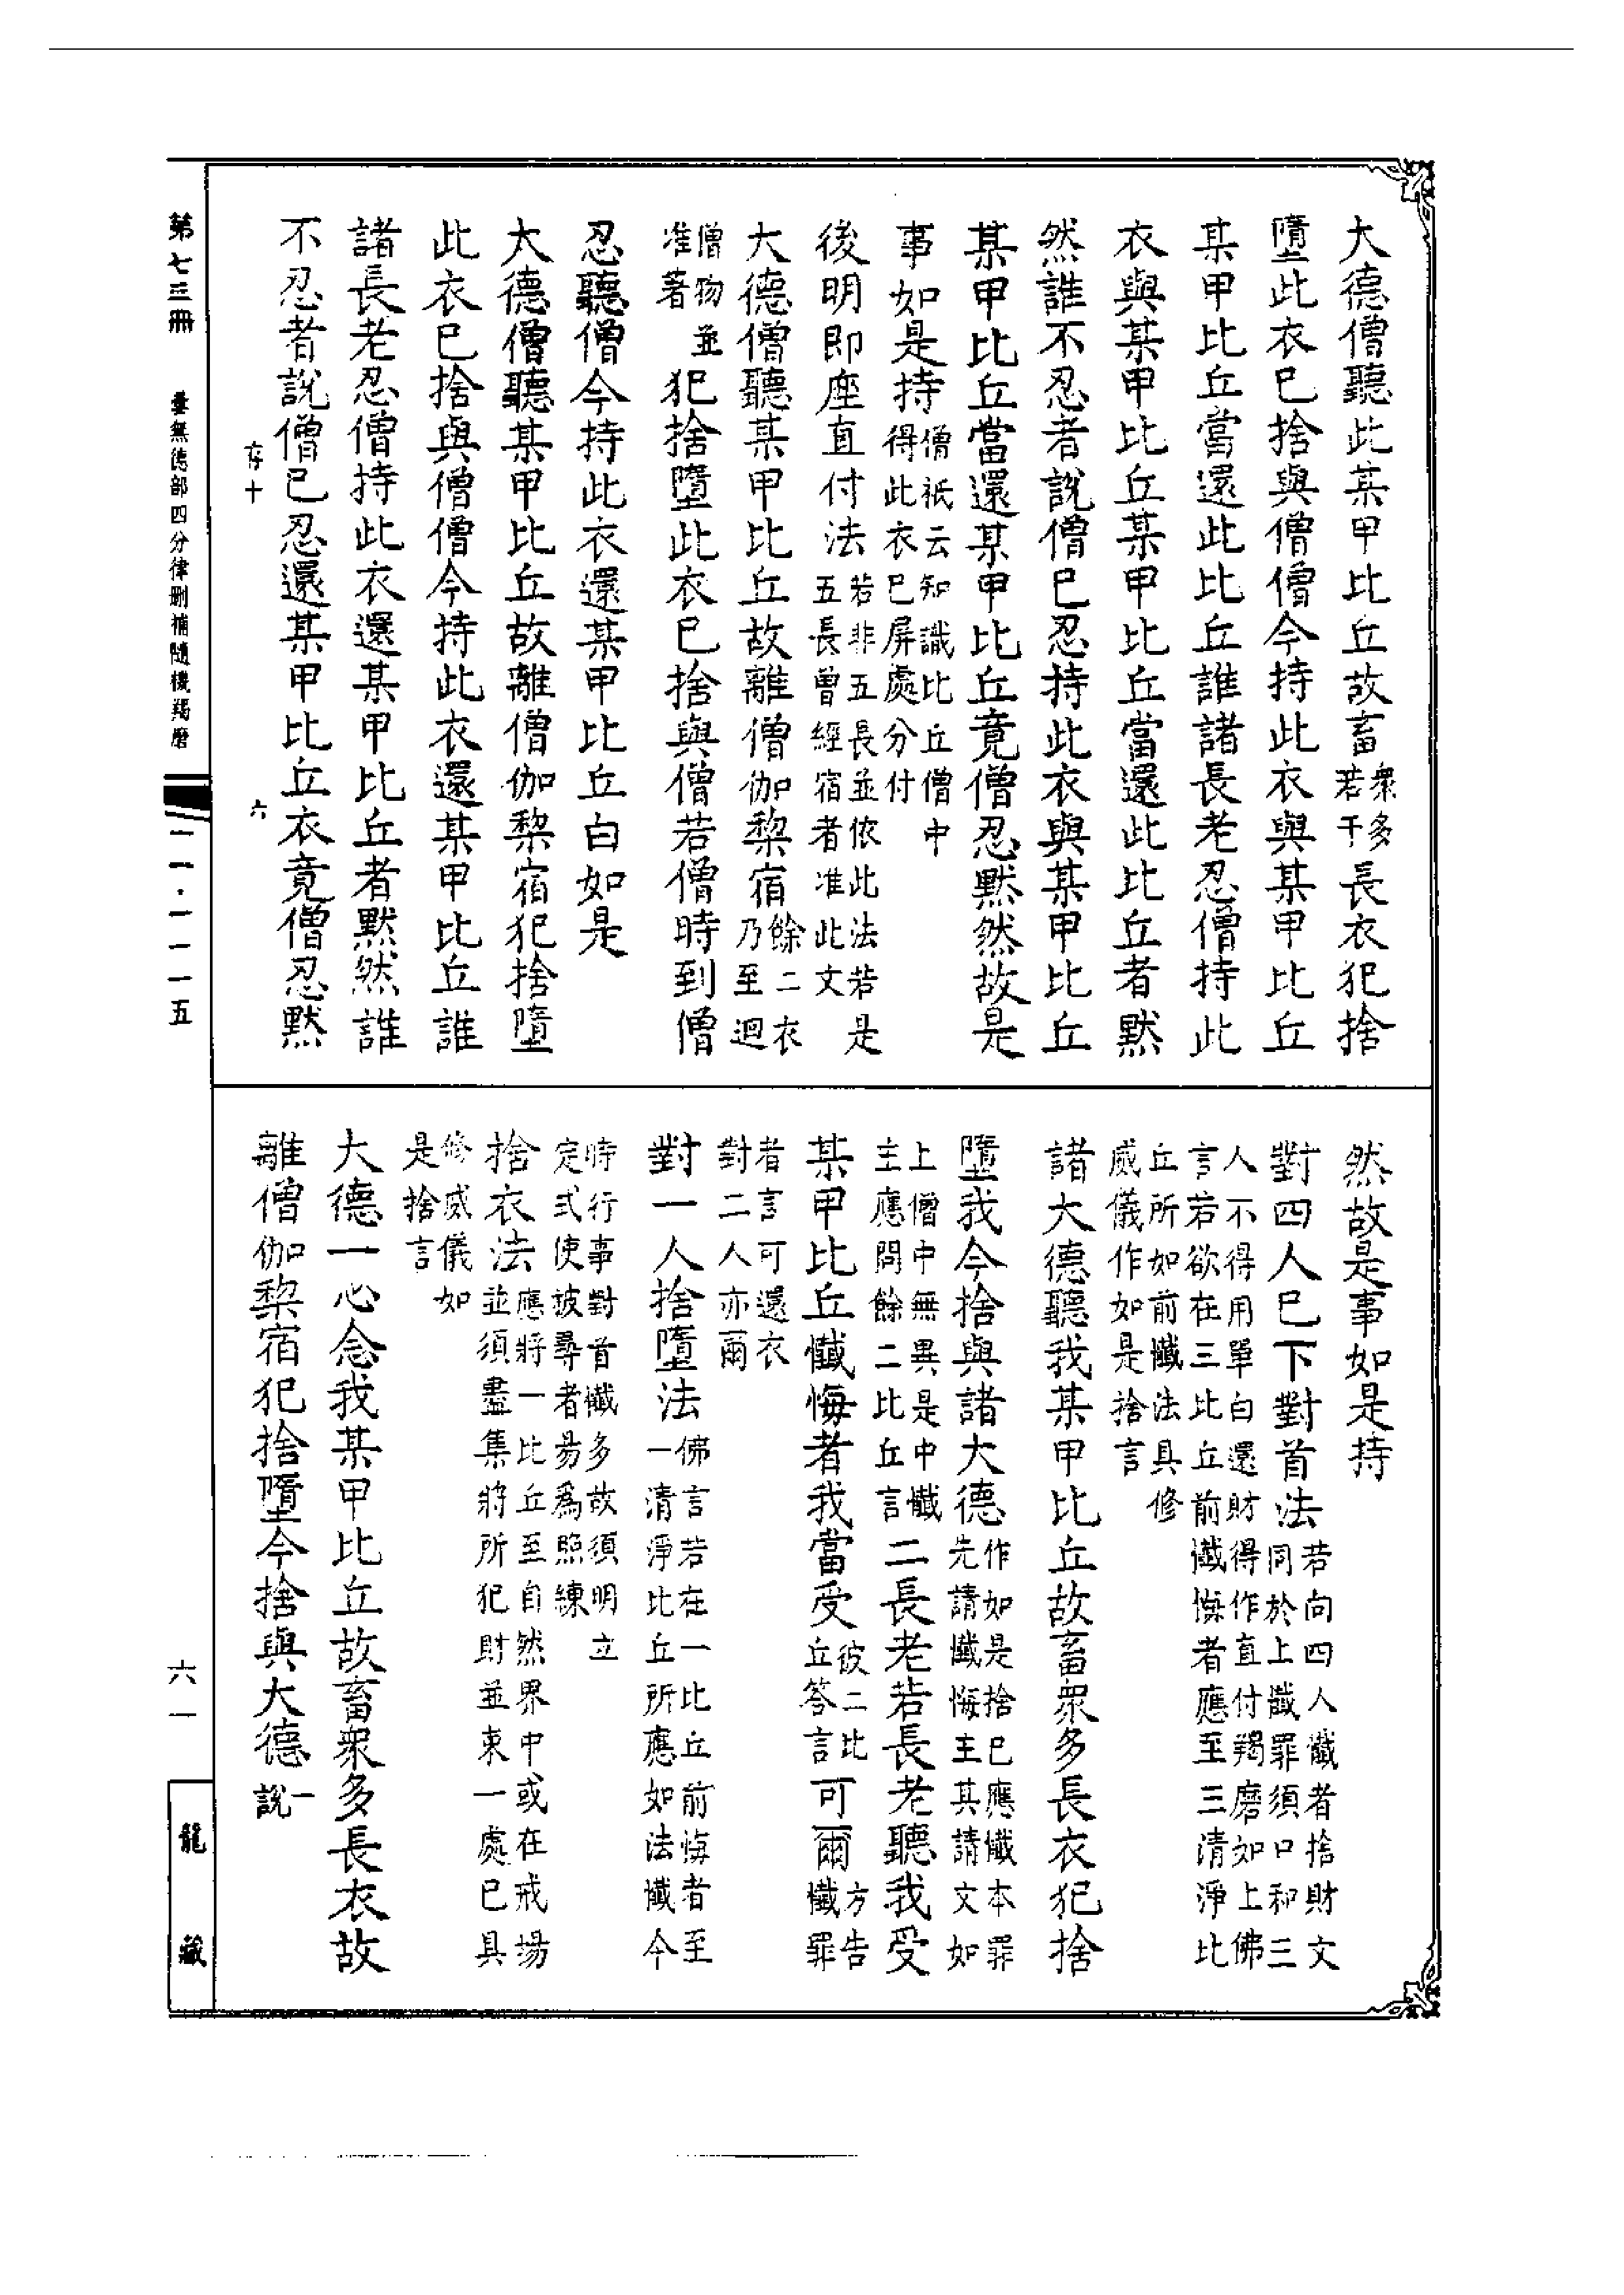 大德僧聽此某甲比丘故畜衆多若干長衣犯捨
墮此衣已捨與僧僧今持此衣與某甲比丘
某甲比丘當還此比丘誰諸長老忍僧持此
衣與某甲比丘某甲比丘當還此比丘者默
然誰不忍者說僧已忍持此衣與某甲比丘
某甲比丘當還某甲比丘竟僧忍默然故是
事如是持僧祇云知識比丘僧中得此衣已屏處分付
後明即座直付法若非五長並依此法若是五長曾經宿者准此文
大德僧聽某甲比丘故離僧伽黎宿餘二衣乃至迴
僧物並准著犯捨墮此衣已捨與僧若僧時到僧
忍聽僧今持此衣還某甲比丘白如是
大德僧聽某甲比丘故離僧伽黎宿犯捨墮
此衣已捨與僧僧今持此衣還某甲比丘誰
諸長老忍僧持此衣還某甲比丘者默然誰
不忍者說僧已忍還某甲比丘衣竟僧忍默
存十 六
然故是事如是持
對四人已下對首法若向四人懺者捨財文同於上懺罪須口和三
人不得用單白還財得作直付羯磨如上佛
言若欲在三比丘前懺悔者應至三清淨比
丘所如前懺法具修
威儀作如是捨言
諸大德聽我某甲比丘故畜衆多長衣犯捨
墮我今捨與諸大德作如是捨已應懺本罪先請懺悔主其請文如
上僧中無異是中懺主應問餘二比丘言二長老若長老聽我受
某甲比丘懺悔者我當受彼二比丘答言可爾方告懺罪
者言可還衣對二人亦爾
對一人捨墮法佛言若在一比丘前悔者至一清淨比丘所應如法懺今
時行事對首懺多故須明立定式使披尋者易為照練
捨衣法應將一比丘至自然界中或在戒場並須盡集將所犯財並束一處已具
修威儀如是捨言
大德一心念我某甲比丘故畜衆多長衣故
離僧伽黎宿犯捨墮今捨與大德一說
第七三冊 曇無德部四分律刪補隨機羯磨 一一·一一一五 六一 龍藏